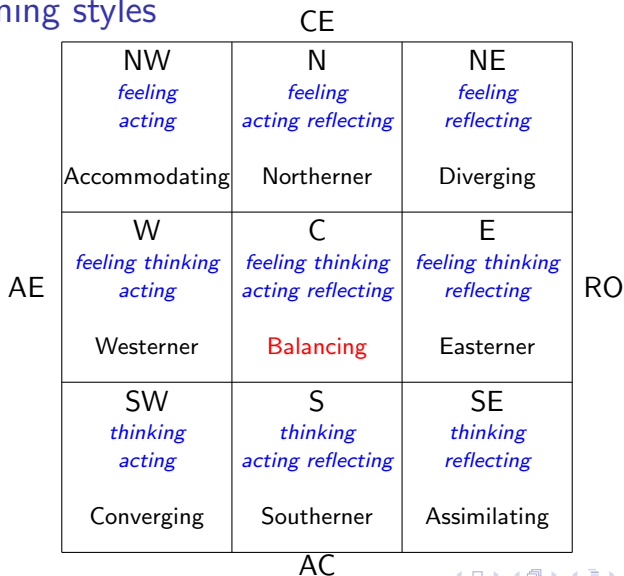 styles
CE
NW
feeling
acting
Accommodating
N
feeling
acting reflecting
Northerner
NE
feeling
reflecting
Diverging
AE
W
feeling thinking
acting
Westerner
C
feeling thinking
acting reflecting
Balancing
E
feeling thinking
reflecting
Easterner
RO
SW
thinking
acting
Converging
S
thinking
acting reflecting
Southerner
SE
thinking
reflecting
Assimilating
AC